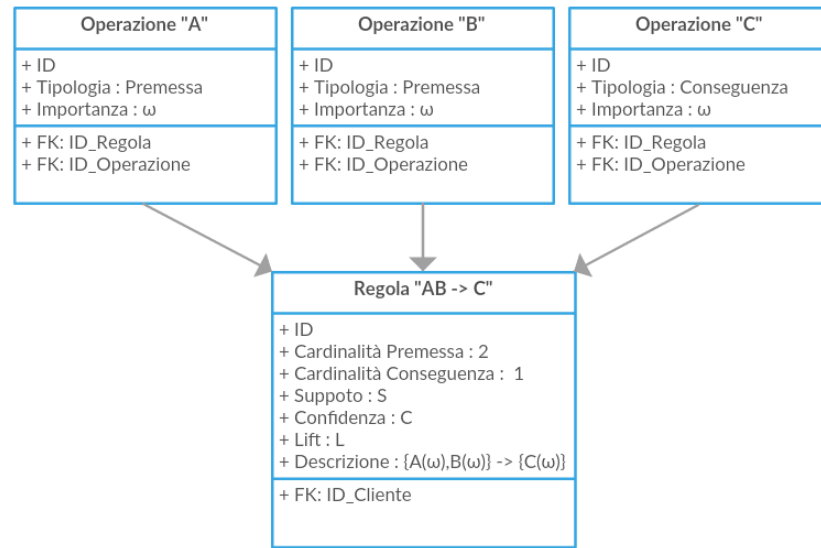 Operazione "A"
+ ID
+ Tipologia : Premessa
+ Importanza : ω
+ FK: ID_Regola
+ FK: ID_Operazione
Operazione "B"
+ ID
+ Tipologia : Premessa
+ Importanza : ω
+ FK: ID_Regola
+ FK: ID_Operazione
Operazione "C"
+ ID
+ Tipologia : Conseguenza
+ Importanza : ω
+ FK: ID_Regola
+ FK: ID_Operazione
Regola "AB -> C"
+ ID
+ Cardinalità Premessa : 2
+ Cardinalità Conseguenza :  1
+ Suppoto : S
+ Confidenza : C
+ Lift : L
+ Descrizione : {A(ω),B(ω)} -> {C(ω)}
+ FK: ID_Cliente